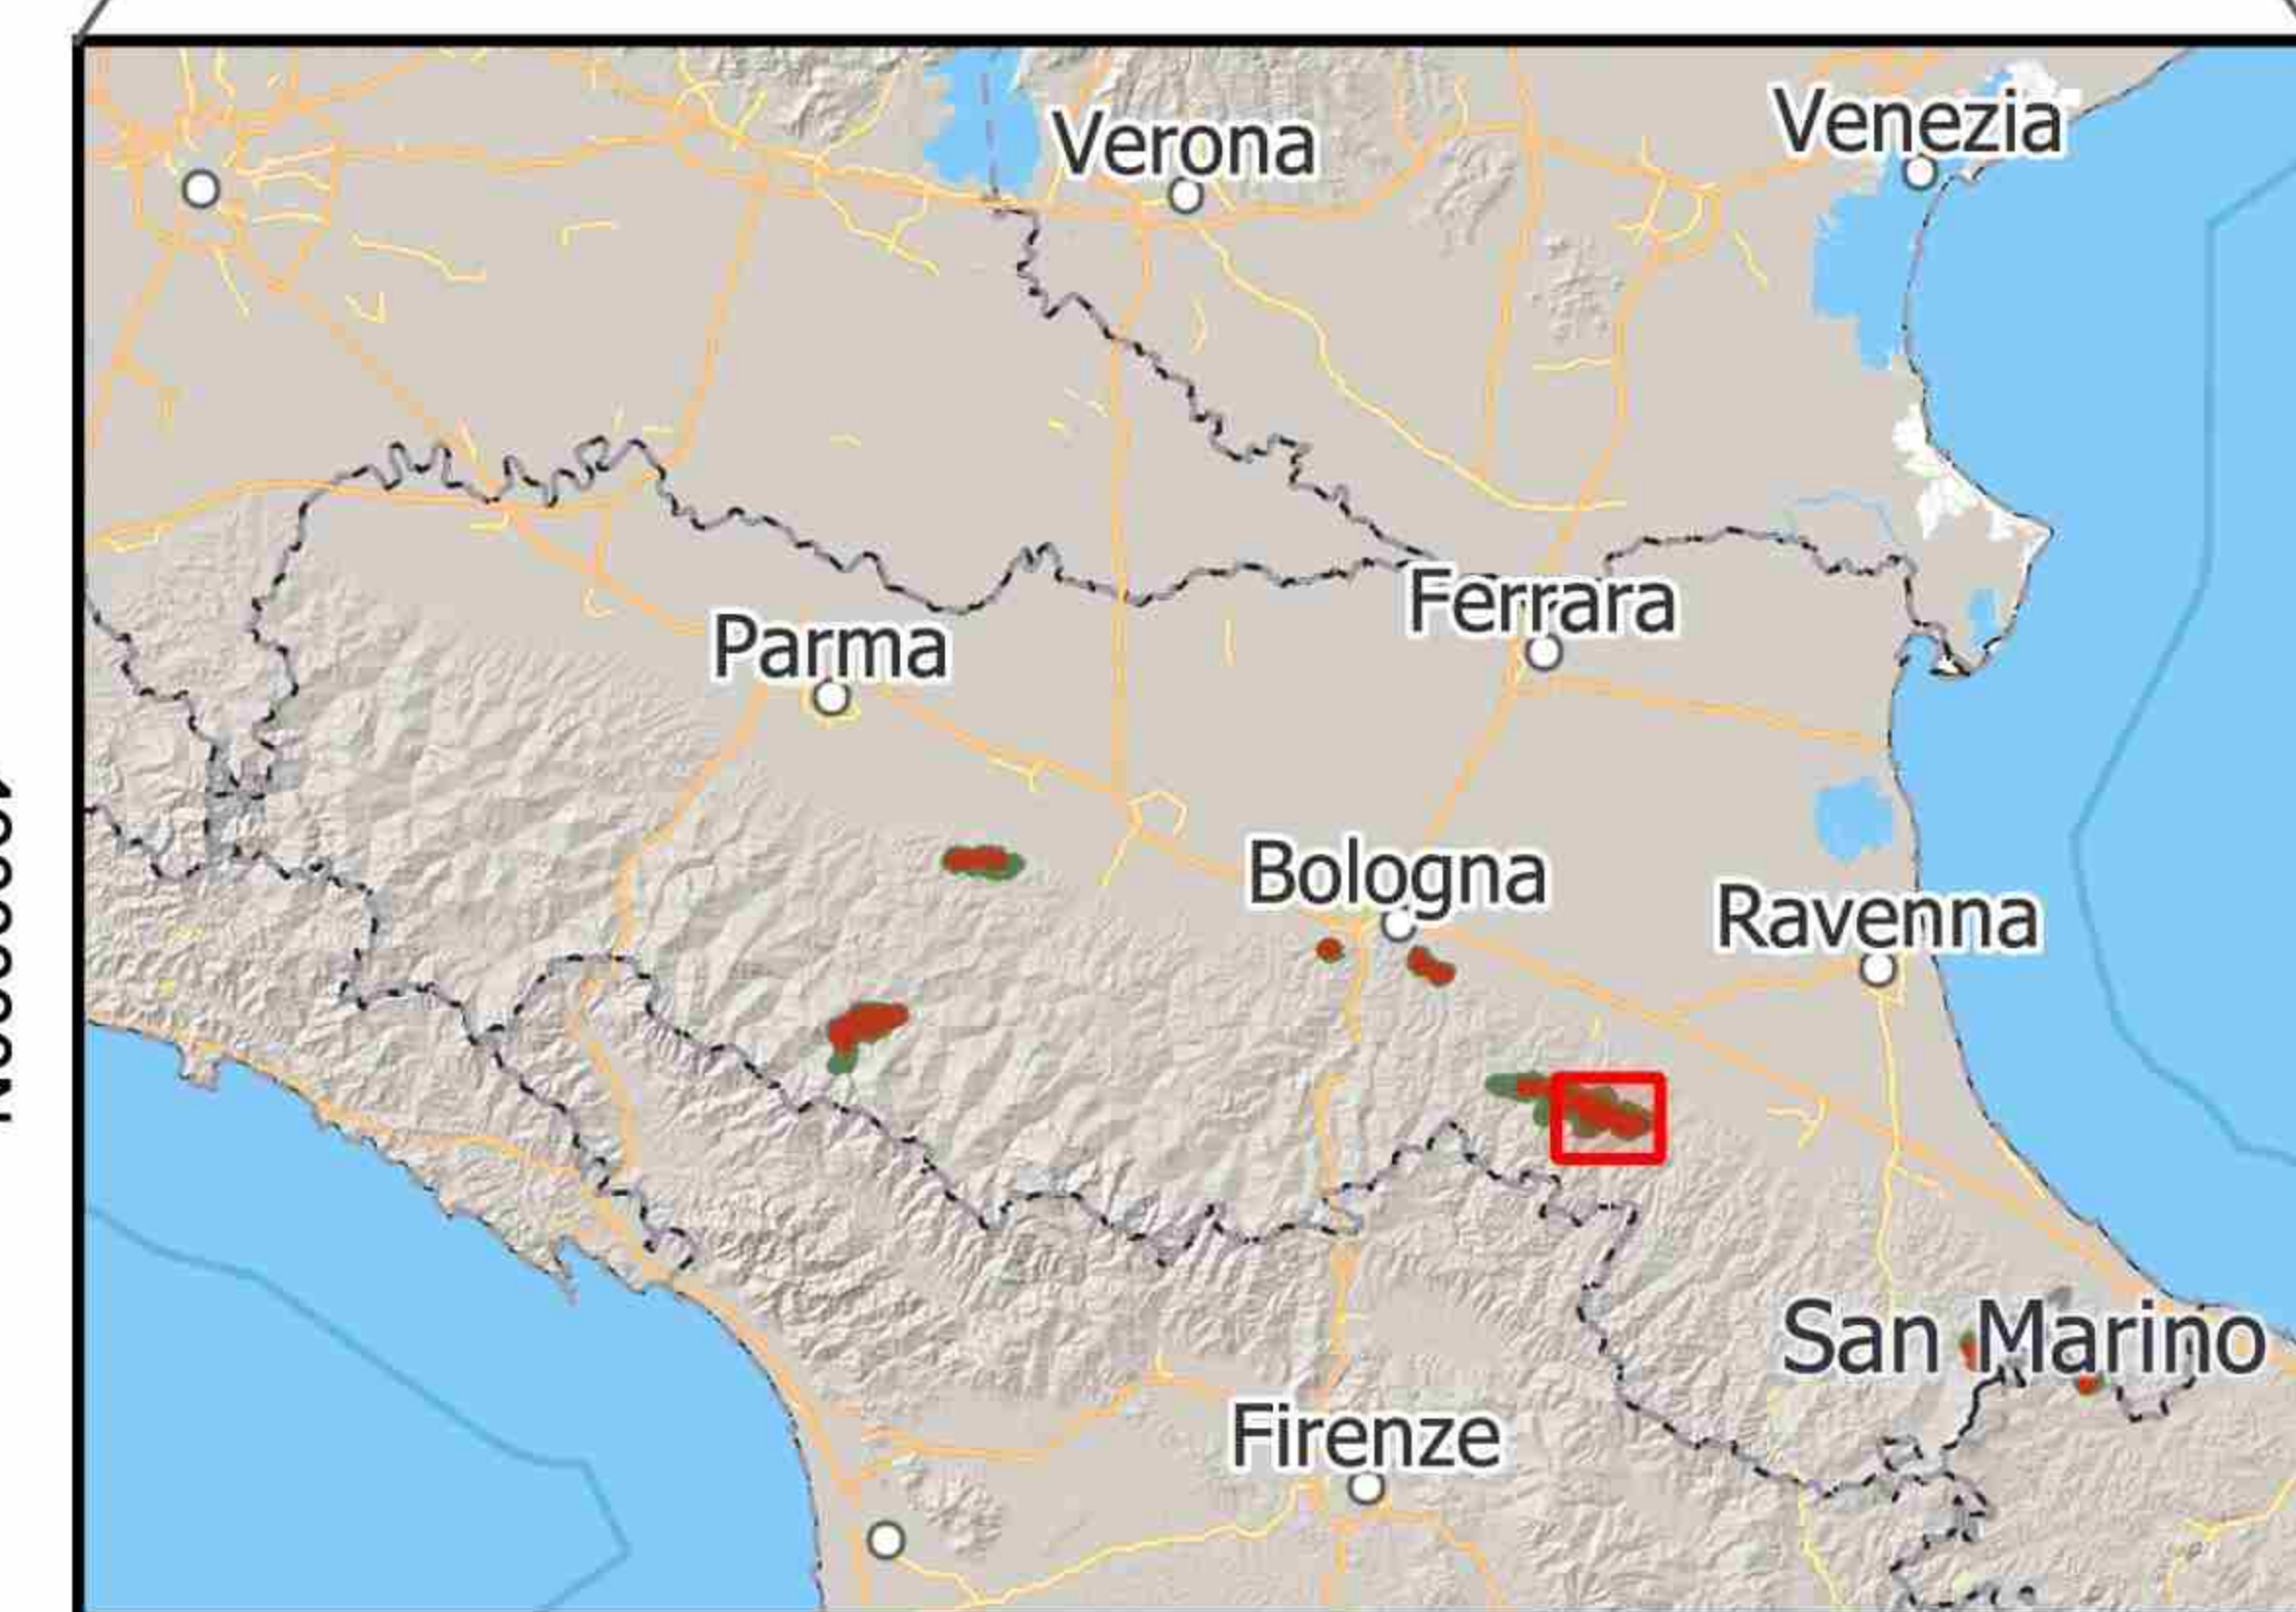 Verona
Venezia
Ferrara
Parma
Bologna
Ravenna
San Marino
Firenze